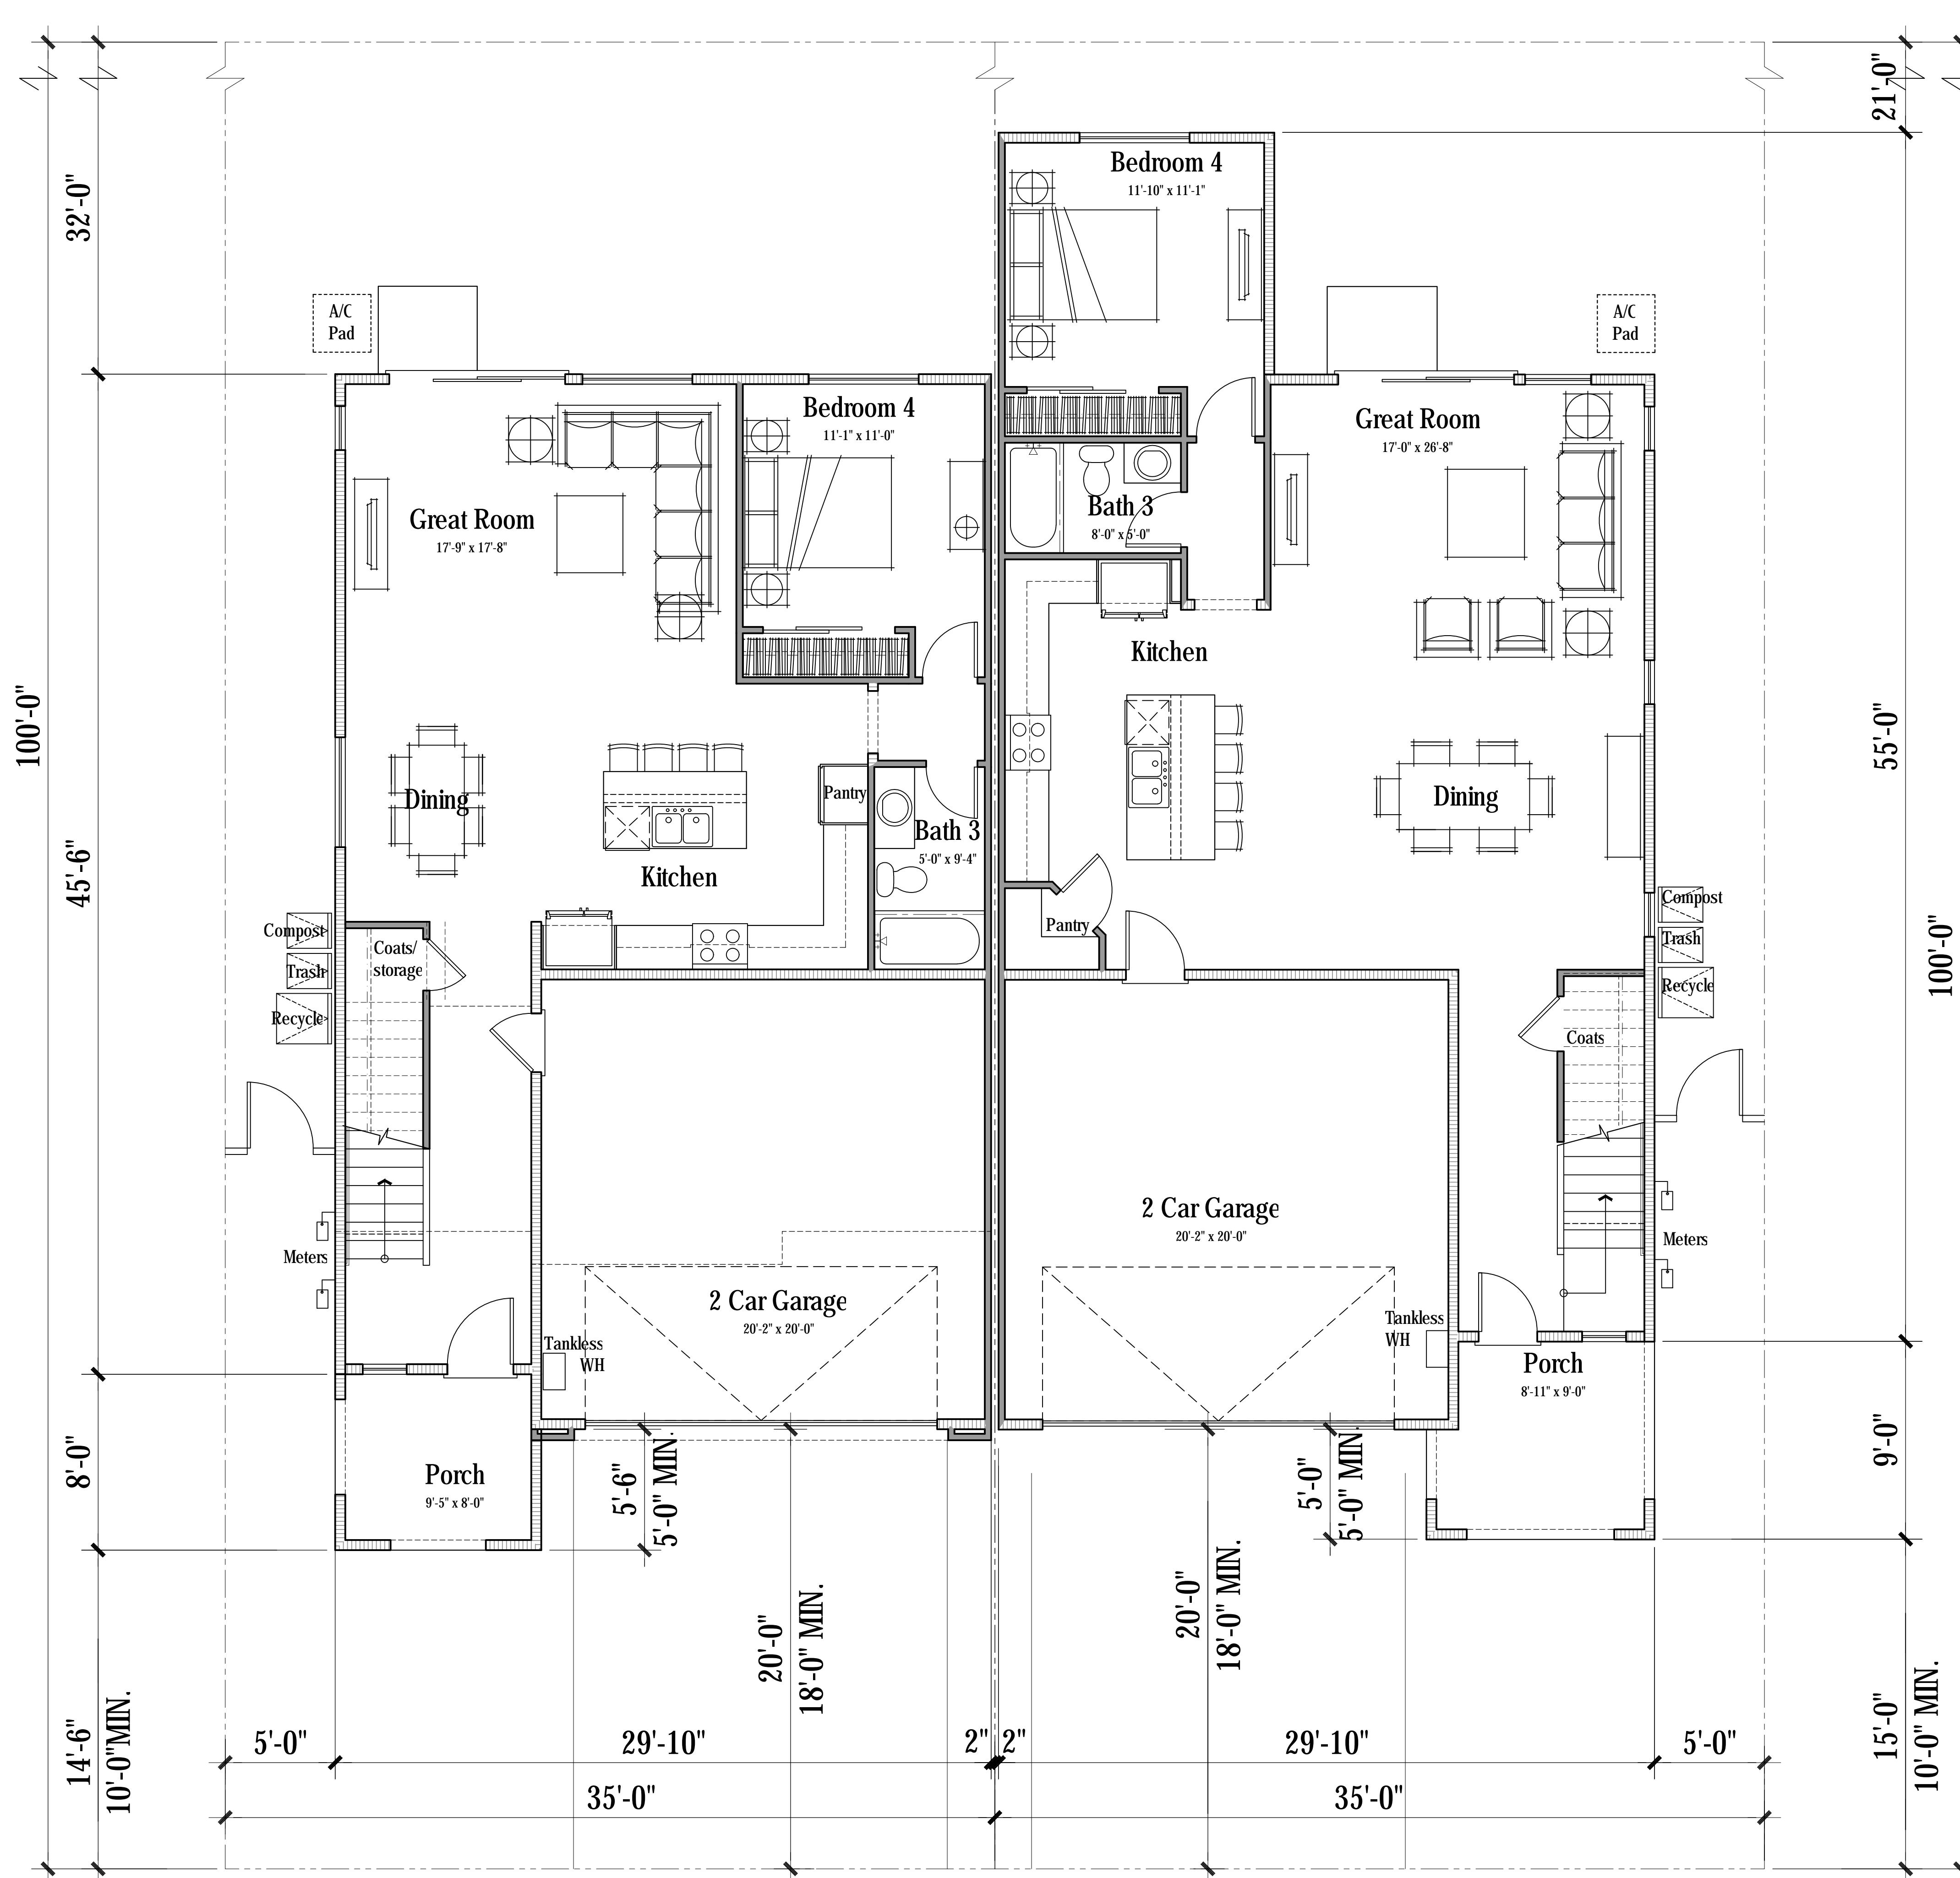 21'-0"
Bedroom 4
11'-10" x 11'-1"
32'-0"
A/C
Pad
A/C
Pad
Bedroom 4
11'-1" x 11'-0"
Great Room
17'-0" x 26'-8"
Great Room
17'-9" x 17'-8"
Bath 3
8'-0" x 5'-0"
Kitchen
100'-0"
55'-0"
Dining
Pantry
Dining
Bath 3
5'-0" x 9'-4"
45'-6"
Kitchen
Compost
Trash
Recycle
Coats/
storage
Pantry
Compost
Trash
Recycle
100'-0"
Coats
2 Car Garage
20'-2" x 20'-0"
Meters
Meters
2 Car Garage
20'-2" x 20'-0"
Tankless
WH
Tankless
WH
Porch
8'-11" x 9'-0"
8'-0"
Porch
9'-5" x 8'-0"
5'-6"
5'-0" MIN.
5'-0"
5'-0" MIN.
9'-0"
20'-0"
18'-0" MIN.
20'-0"
18'-0" MIN.
14'-6"
10'-0"MIN.
15'-0"
10'-0" MIN.
5'-0"
29'-10"
2"
2"
29'-10"
5'-0"
35'-0"
35'-0"